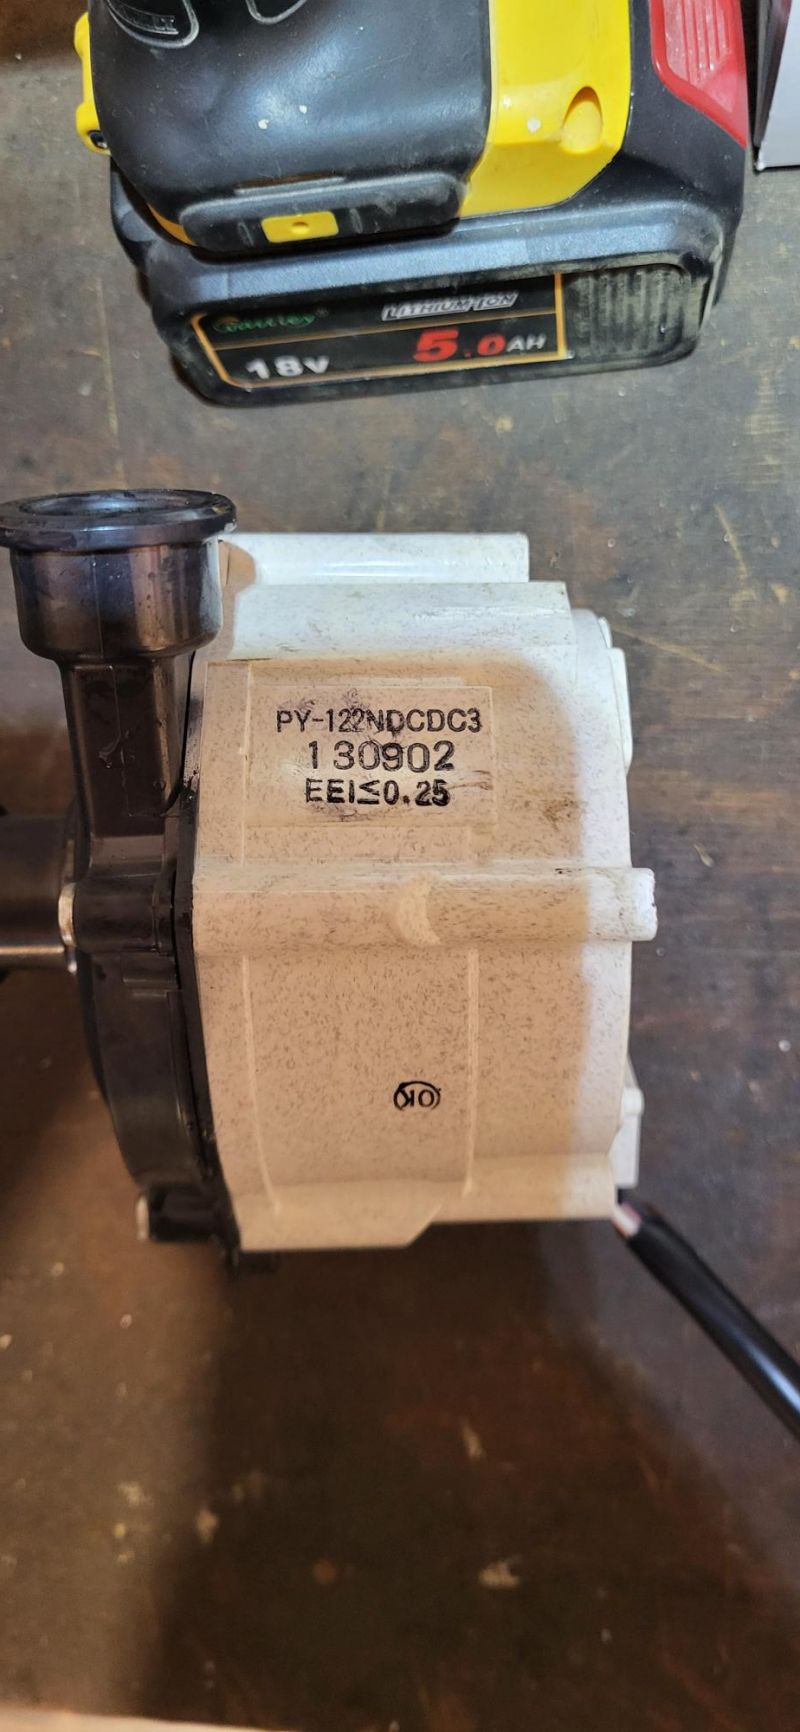 LITHIUM-ION
18V
5.0AH
PY-122NDCDC3
130902
EEI≤0.25
OK